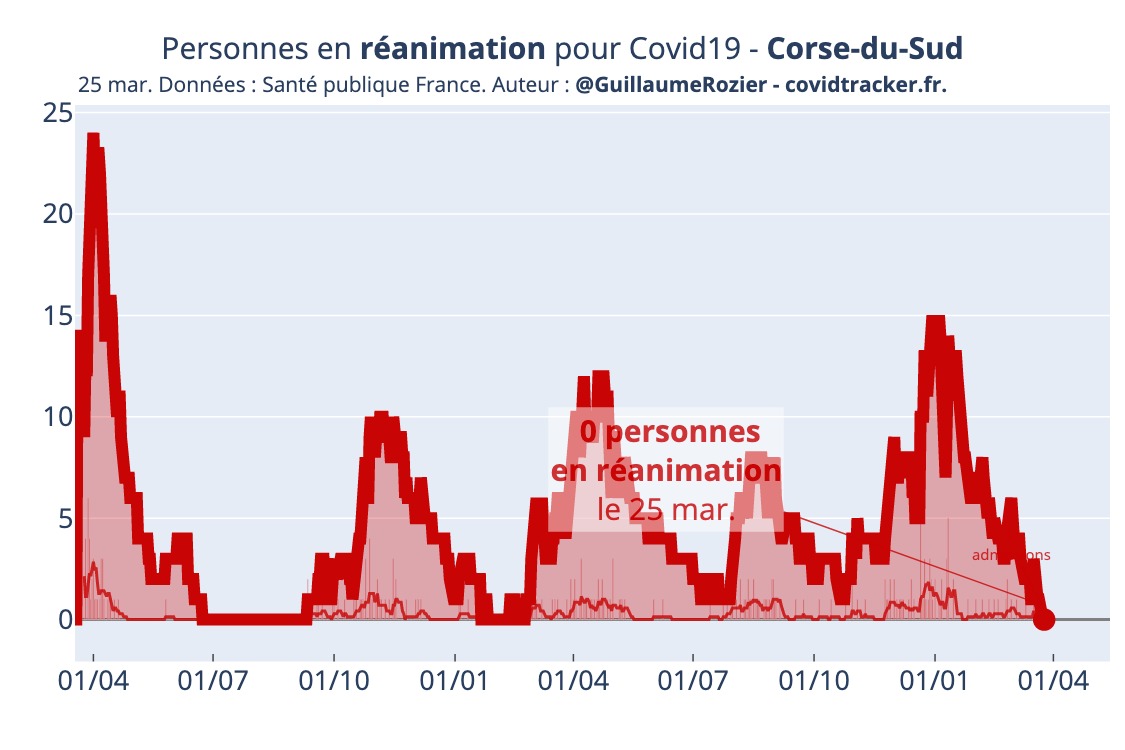 Personnes en réanimation pour Covid19 - Corse-du-Sud
25 mar. Données : Santé publique France. Auteur : @GuillaumeRozier - covidtracker.fr.
25
20
15
10
5
0
0 personnes
en réanimation
le 25 mar.
admissions
01/04 01/07 01/10 01/01 01/04 01/07 01/10 01/01 01/04